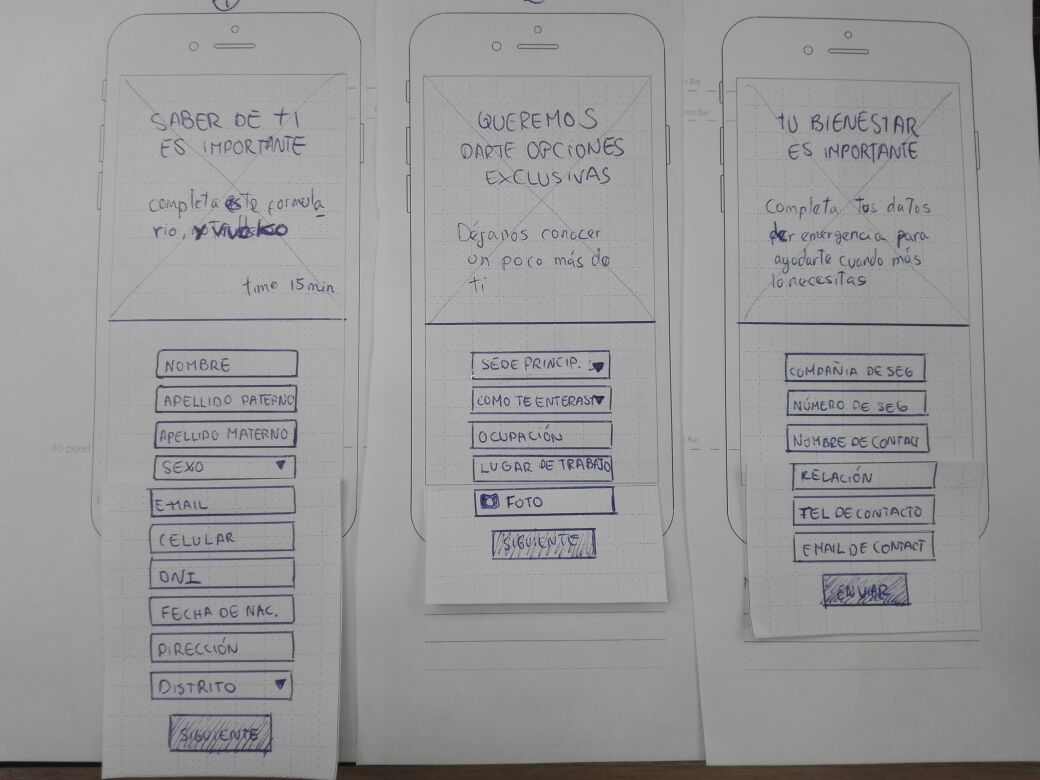 SABER DE tI
ES IMPORTANTE
completa este formula
rio,
time 15 min
NOMBRE
APELLIDO PATERNO
APELLIDO MATERNO
SEXO
E-MAIL
CELULAR
DNI
FECHA DE NAC.
DIRECCIÓN
DISTRITO
SIGUIENTE
QUEREMOS
DARTE OPCIONES
EXCLUSIVAS
Déjanos conocer
un poco más de
ti
SEDE PRINCIP.
COMO TE ENTERAST
OCUPACIÓN
LUGAR DE TRABAJO
FOTO
SIGUIENTE
tU BIENESTAR
ES IMPORTANTE
Completa tus datos
de emergencia para
ayudarte cuando más
lo necesitas
COMPAÑIA DE SEG
NÚMERO DE SEG
NOMBRE DE CONTACT
RELACIÓN
TEL DE CONTACTO
EMAIL DE CONTACT
ENVIAR
40 pixel